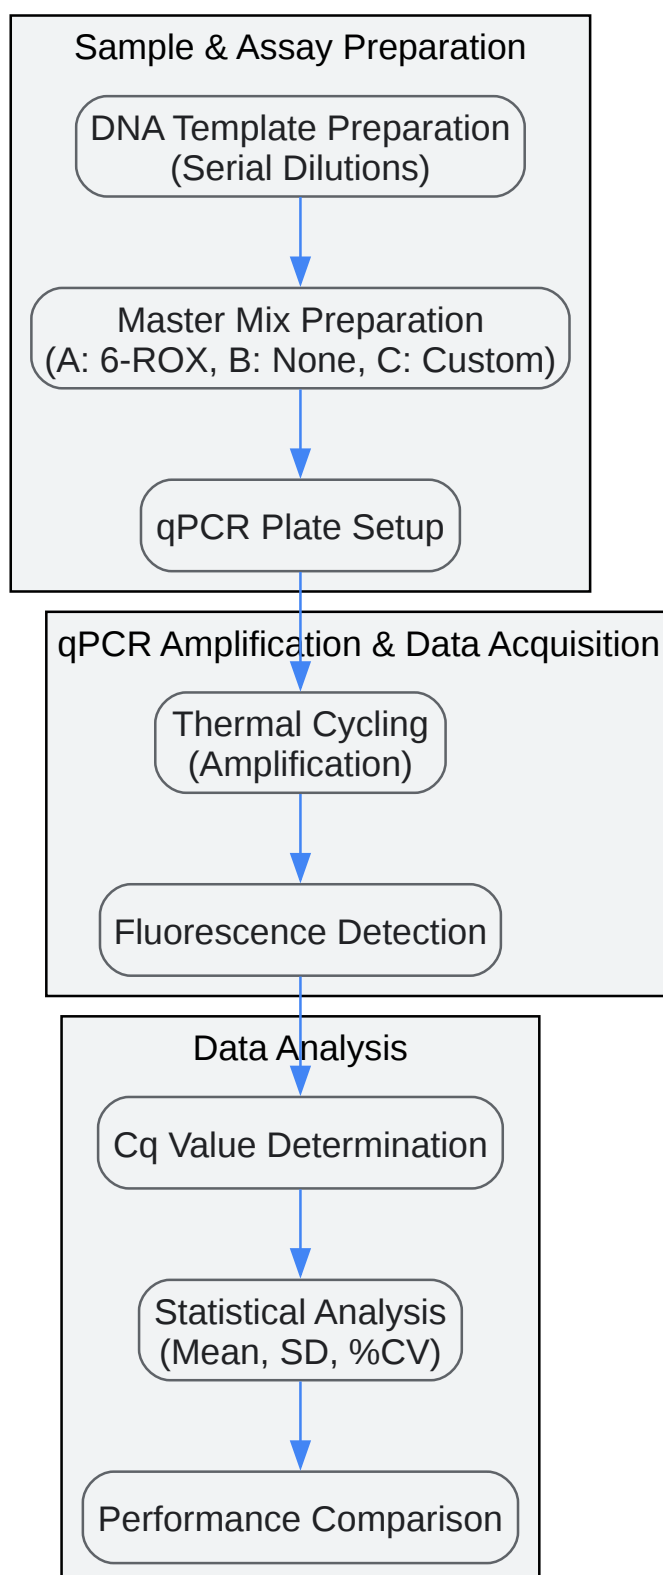 Sample & Assay Preparation
DNA Template Preparation
(Serial Dilutions)
Master Mix Preparation
(A: 6-ROX, B: None, C: Custom)
qPCR Plate Setup
qPCR Amplification & Data Acquisition
Thermal Cycling
(Amplification)
Fluorescence Detection
Data Analysis
Cq Value Determination
Statistical Analysis
(Mean, SD, %CV)
Performance Comparison